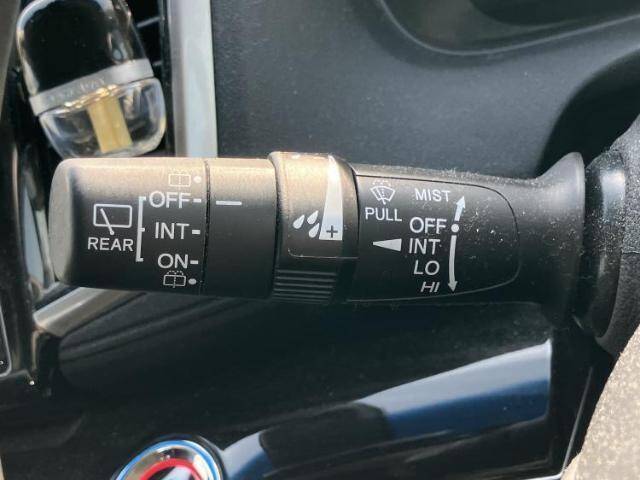 OFF-
INT-
ON-
REAR
+
PULL
MIST
OFF
INT
LO
HI